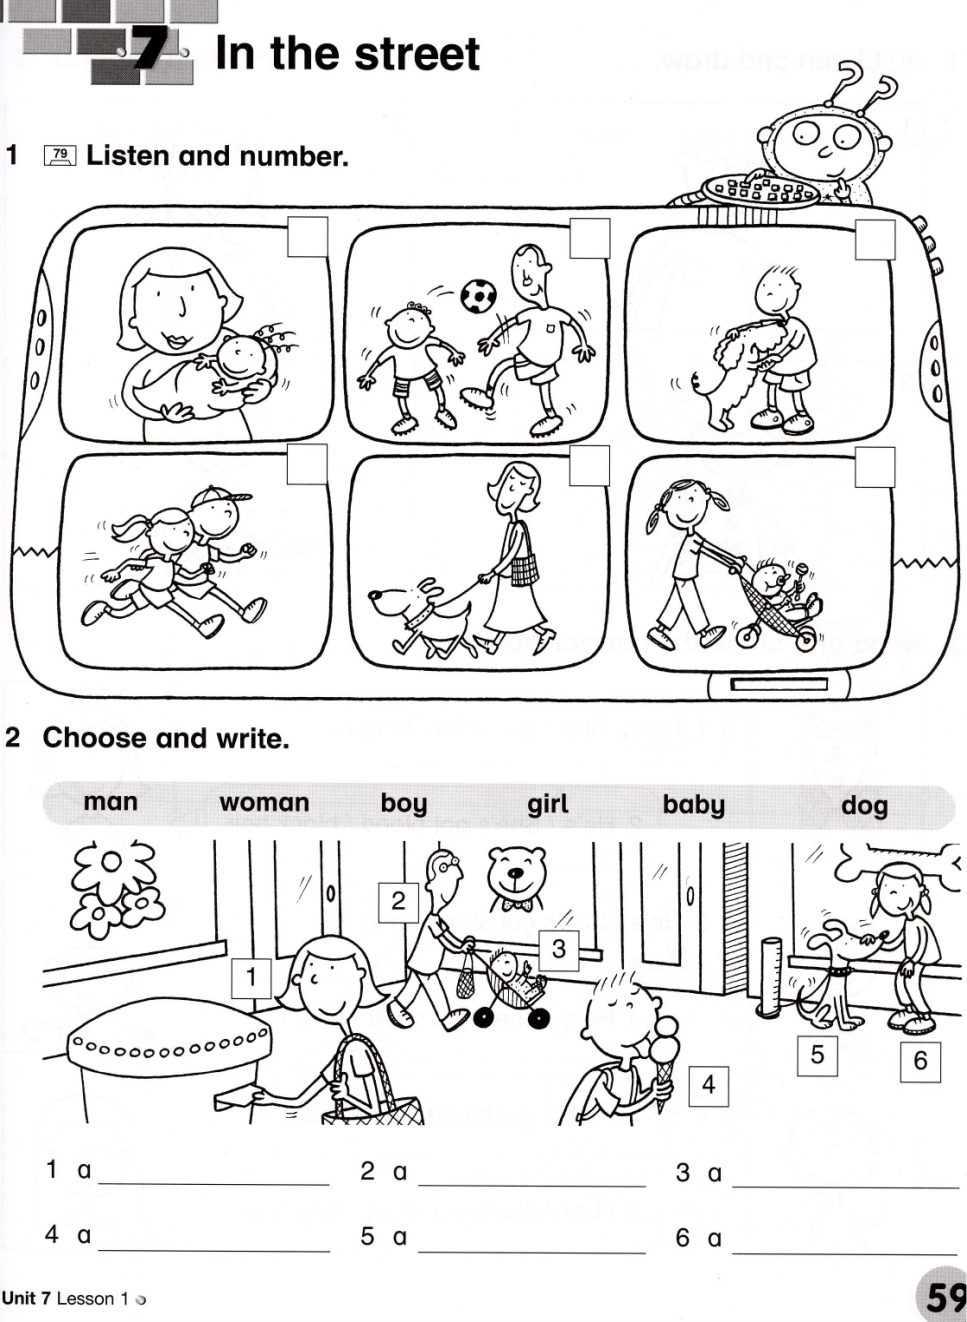 7 In the street
1 79 Listen and number.
2 Choose and write.
man woman boy girl baby dog
2
3
1
5
6
4
1 a 2 a 3 a
4 a 5 a 6 a
Unit 7 Lesson 1
59